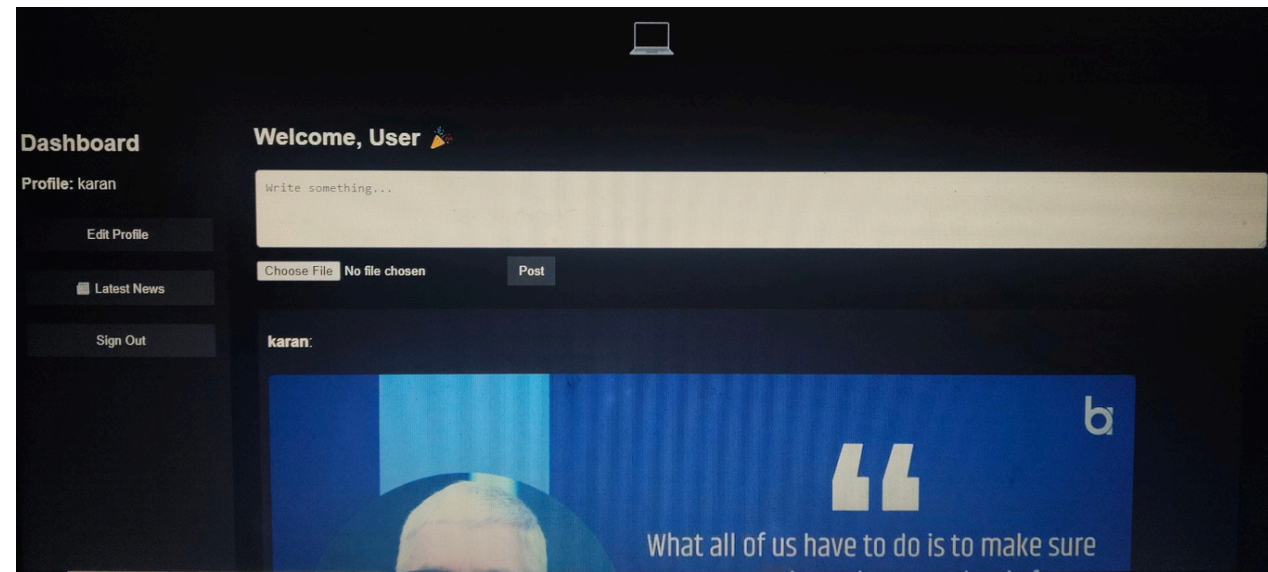 Dashboard
Profile: karan
Edit Profile
Latest News
Sign Out
Welcome, User
Write something...
Choose File No file chosen
Post
karan:
b
What all of us have to do is to make sure